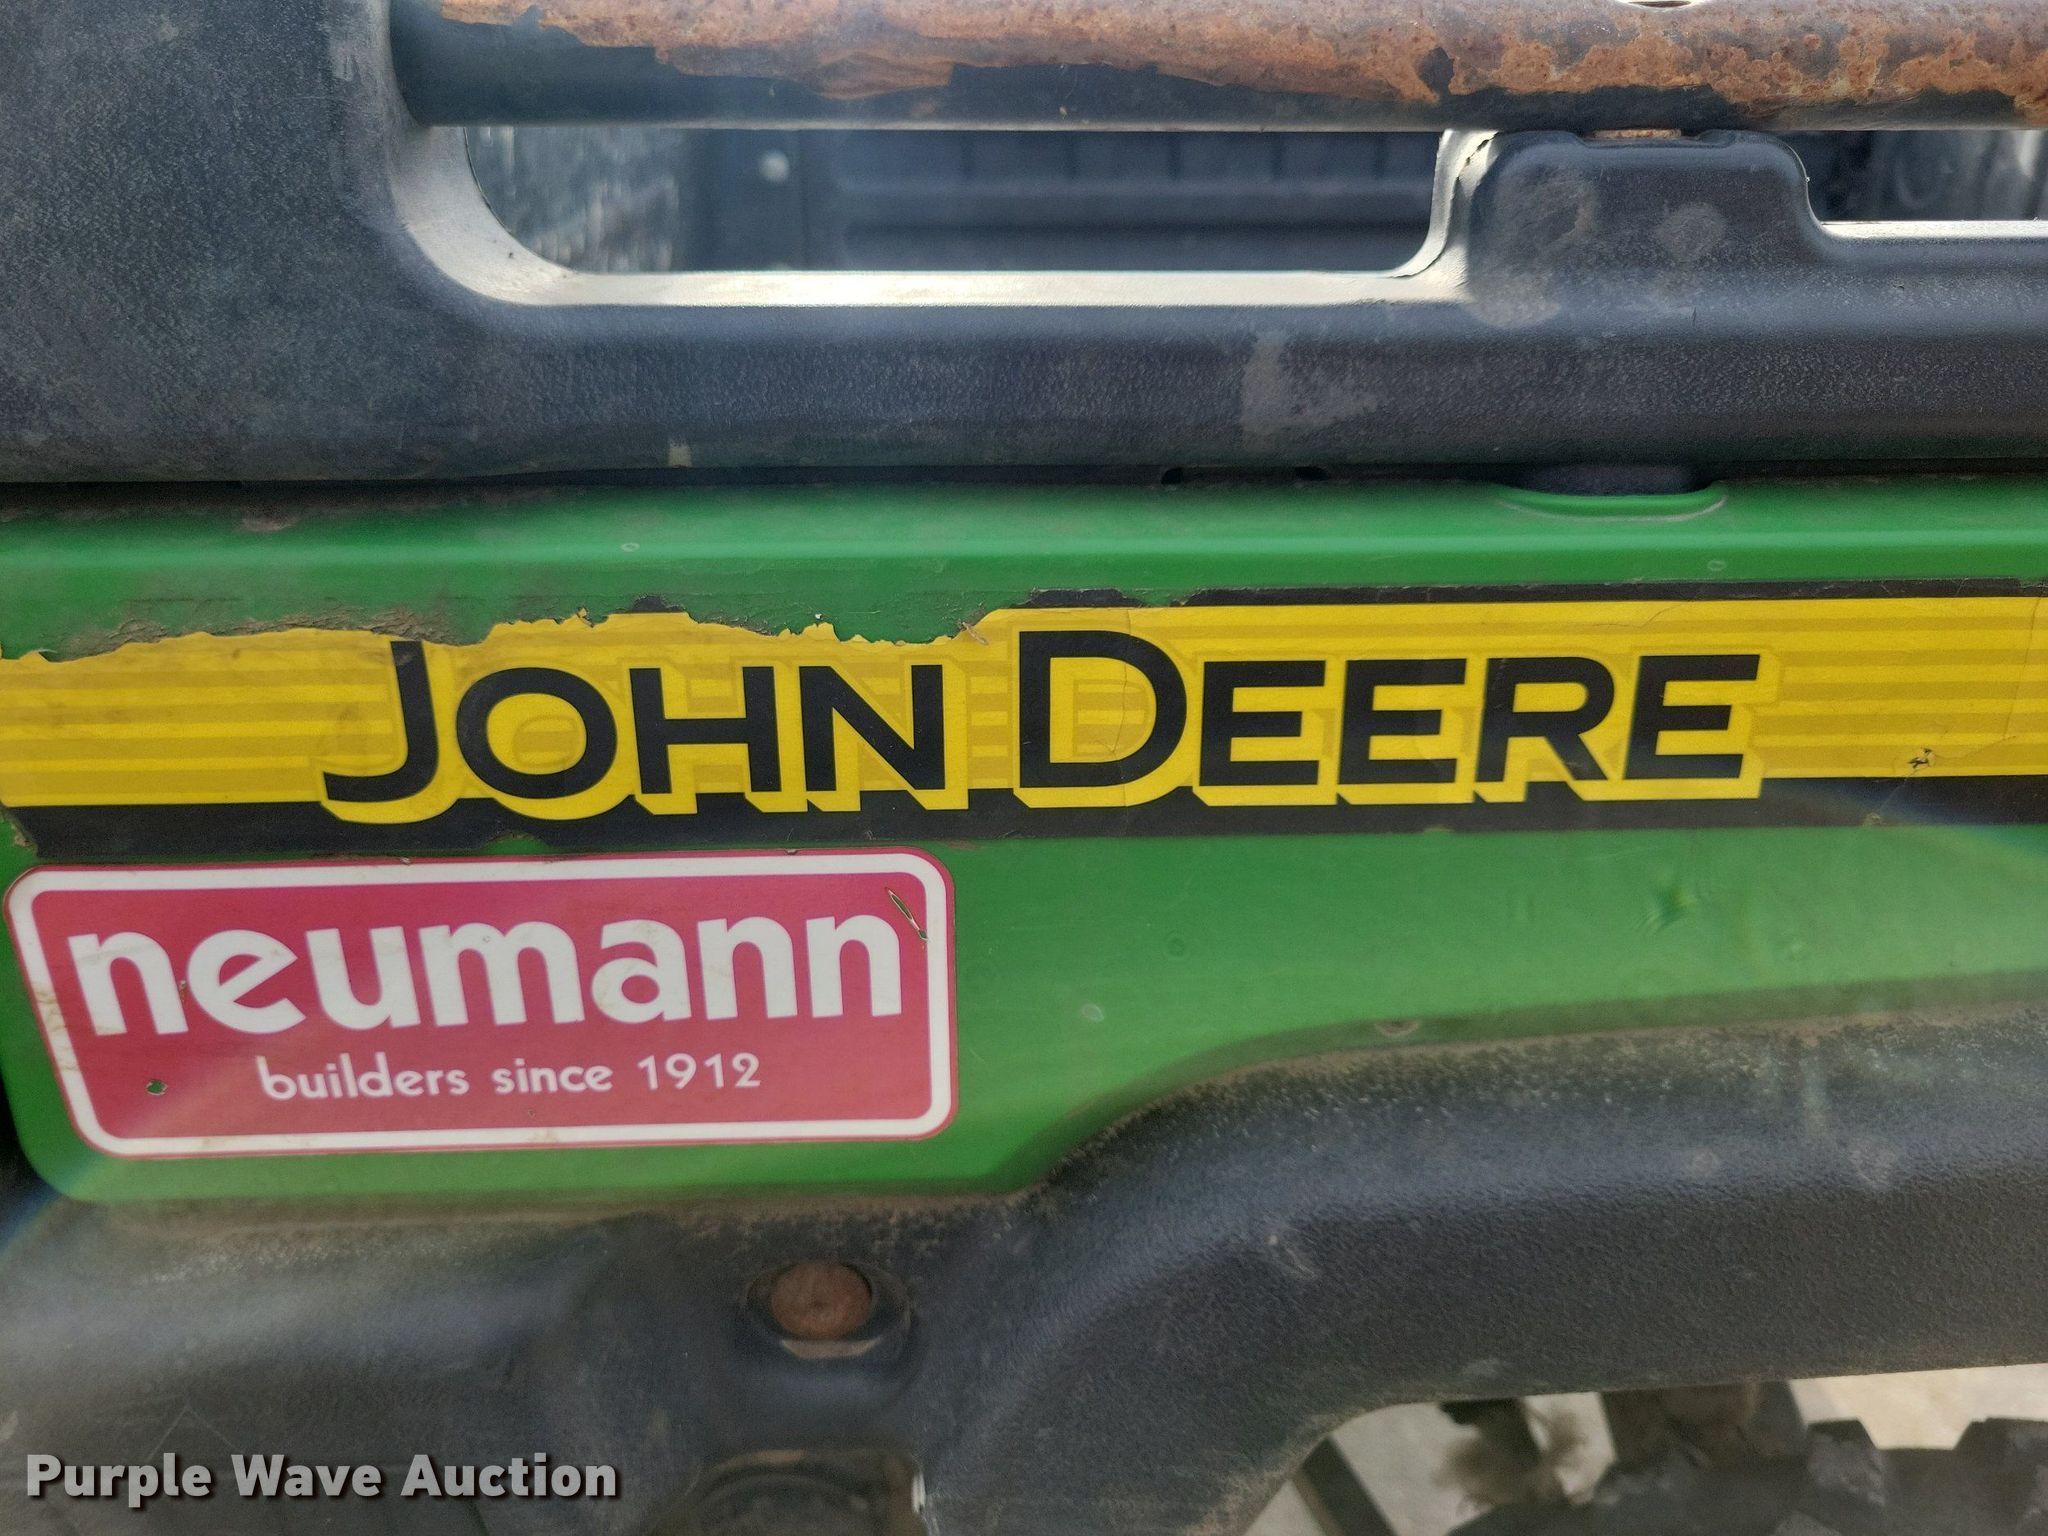 JOHN DEERE
neumann
builders since 1912
Purple Wave Auction